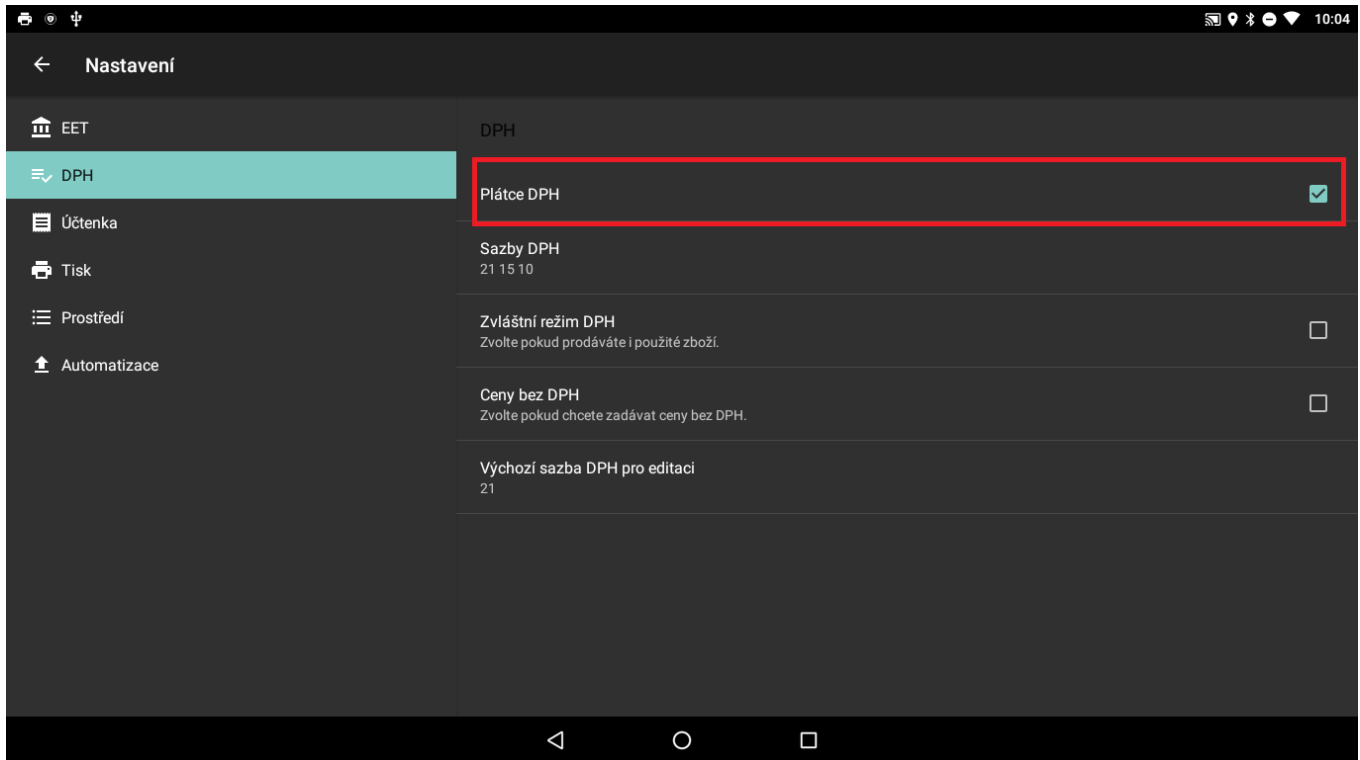 10:04
Nastavení
EET
DPH
Účtenka
Tisk
Prostředí
Automatizace
DPH
Plátce DPH
Sazby DPH
21 15 10
Zvláštní režim DPH
Zvolte pokud prodáváte i použité zboží.
Ceny bez DPH
Zvolte pokud chcete zadávat ceny bez DPH.
Výchozí sazba DPH pro editaci
21